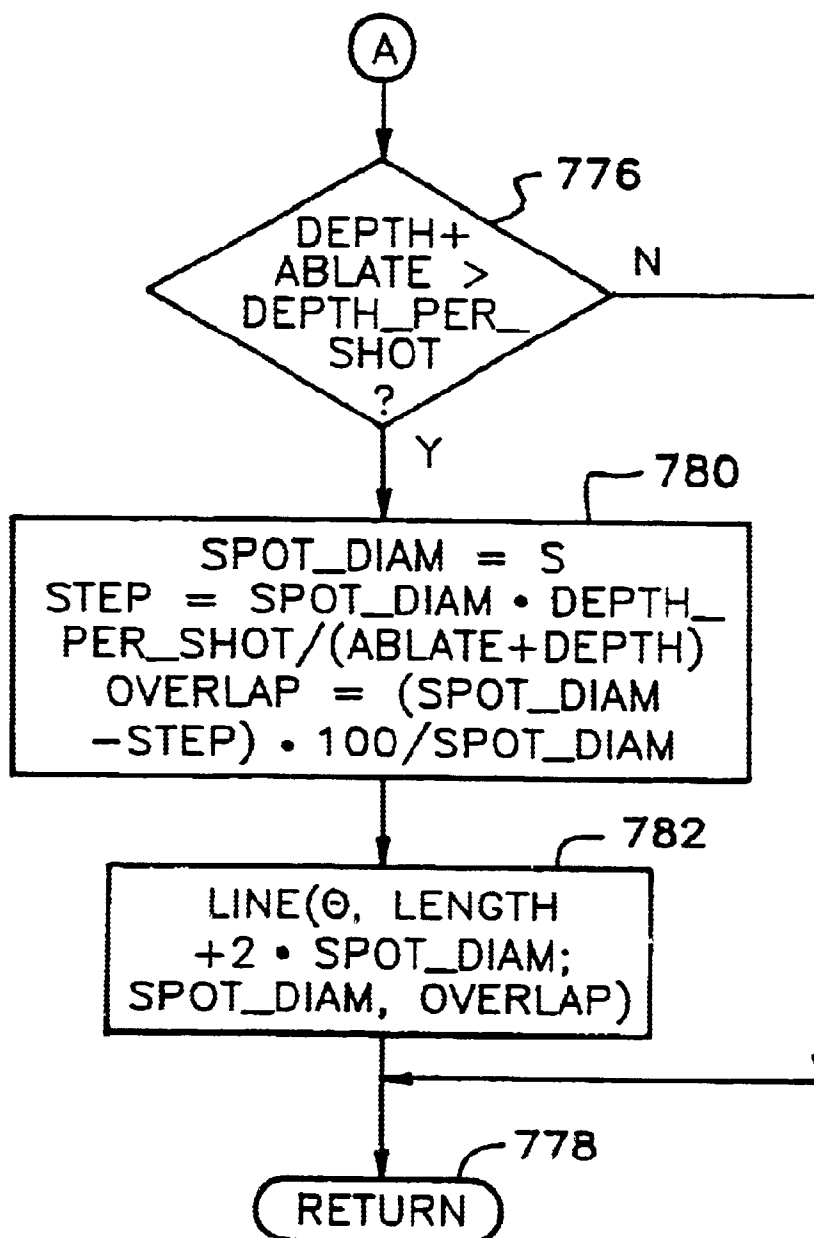 A
776
DEPTH+
ABLATE >
DEPTH_PER_
SHOT
?
N
Y
780
SPOT_DIAM = S
STEP = SPOT_DIAM • DEPTH_
PER_SHOT/(ABLATE+DEPTH)
OVERLAP = (SPOT_DIAM
-STEP) • 100/SPOT_DIAM
782
LINE(Θ, LENGTH
+2 • SPOT_DIAM;
SPOT_DIAM, OVERLAP)
778
RETURN